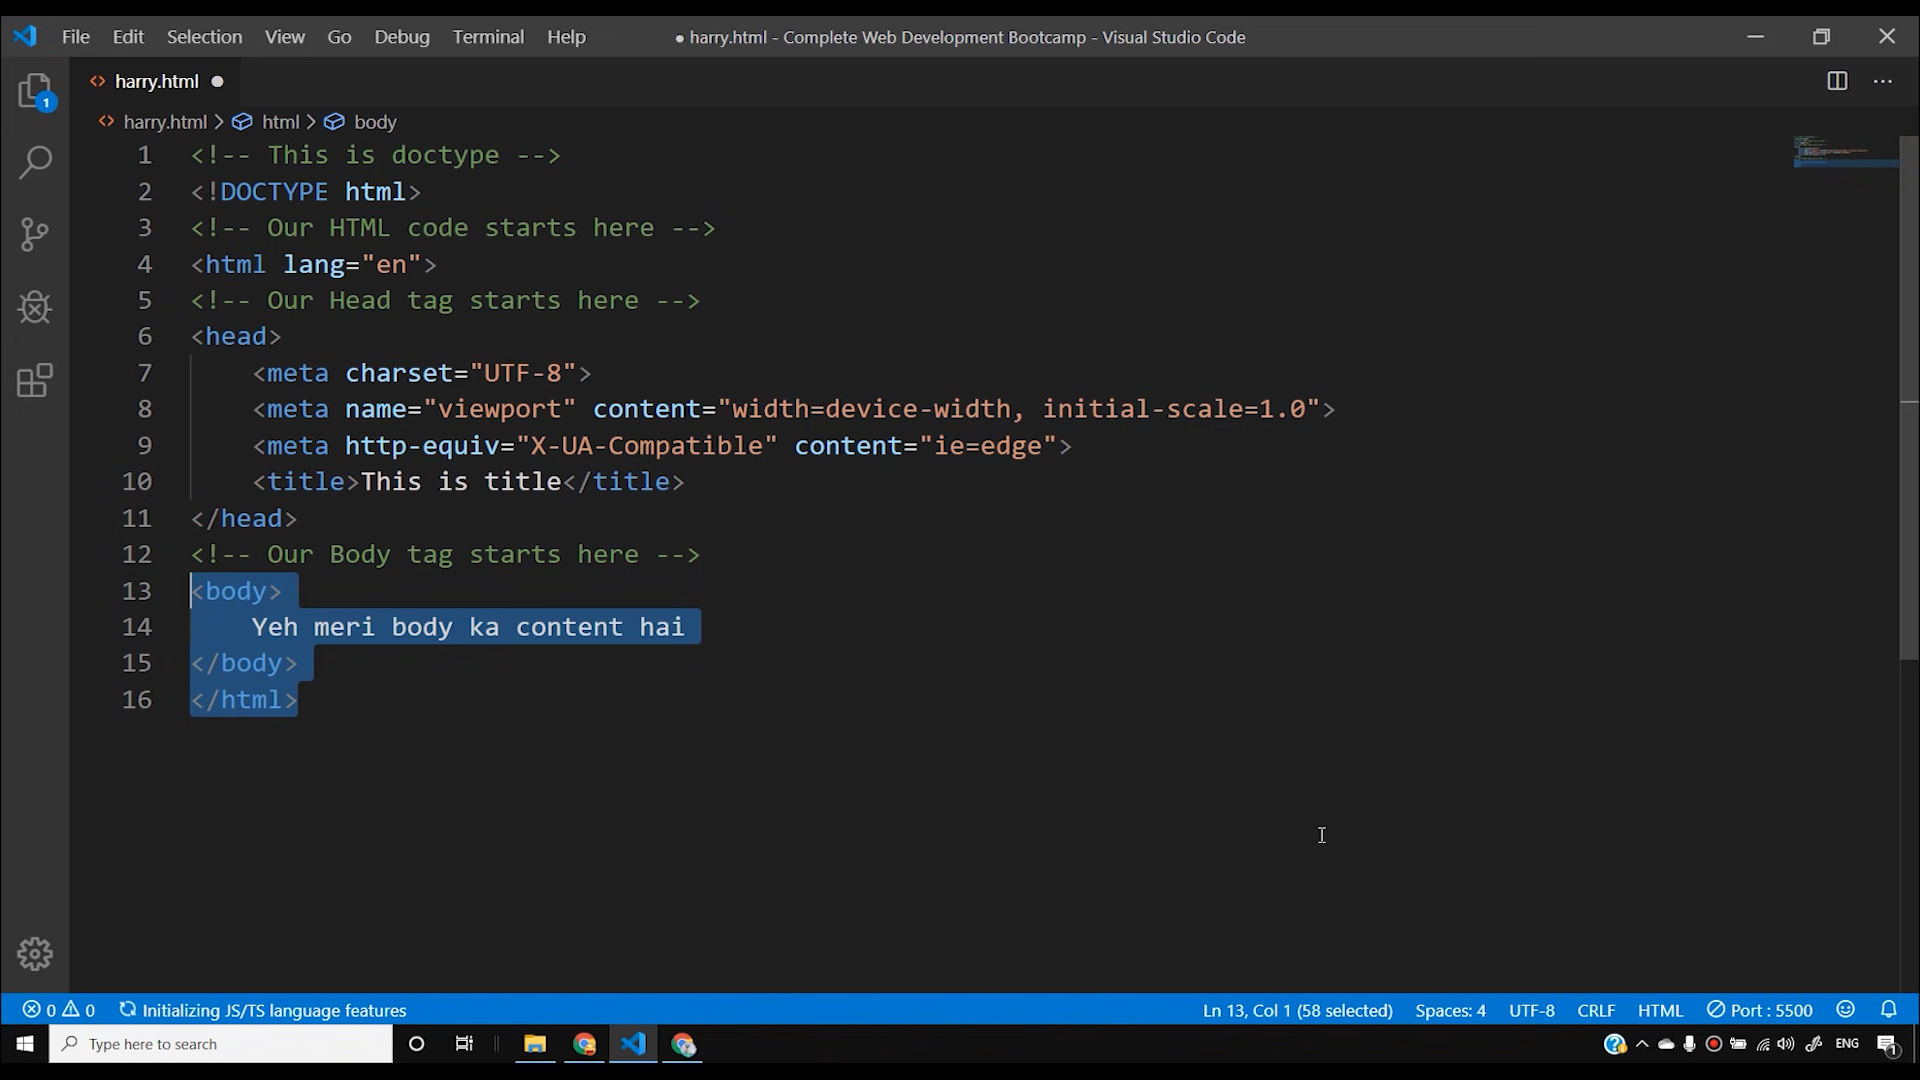 File Edit Selection View Go Debug Terminal Help ● harry.html - Complete Web Development Bootcamp - Visual Studio Code
1
<> harry.html ●
<> harry.html > html > body
1 <!-- This is doctype -->
2 <!DOCTYPE html>
3 <!-- Our HTML code starts here -->
4 <html lang="en">
5 <!-- Our Head tag starts here -->
6 <head>
7     <meta charset="UTF-8">
8     <meta name="viewport" content="width=device-width, initial-scale=1.0">
9     <meta http-equiv="X-UA-Compatible" content="ie=edge">
10     <title>This is title</title>
11 </head>
12 <!-- Our Body tag starts here -->
13 <body>
14     Yeh meri body ka content hai
15 </body>
16 </html>
0 0 Initializing JS/TS language features Ln 13, Col 1 (58 selected) Spaces: 4 UTF-8 CRLF HTML Port : 5500
Type here to search ENG 1